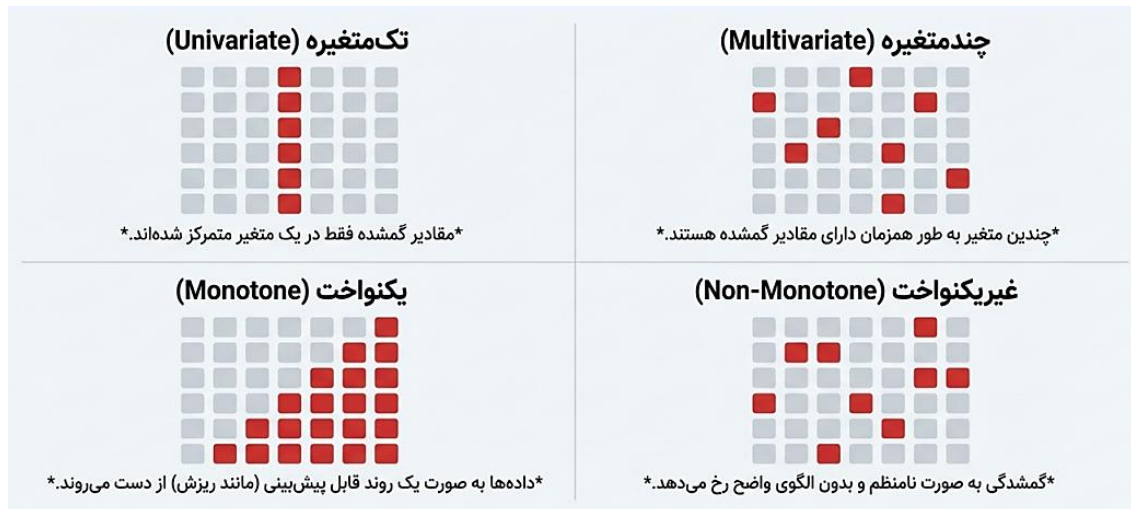 چندمتغیره (Multivariate)
*چندین متغیر به طور همزمان دارای مقادیر گمشده هستند.*
تک‌متغیره (Univariate)
*مقادیر گمشده فقط در یک متغیر متمرکز شده‌اند.*
غیریکنواخت (Non-Monotone)
*گمشدگی به صورت نامنظم و بدون الگوی واضح رخ می‌دهد.*
یکنواخت (Monotone)
*داده‌ها به صورت یک روند قابل پیش‌بینی (مانند ریزش) از دست می‌روند.*